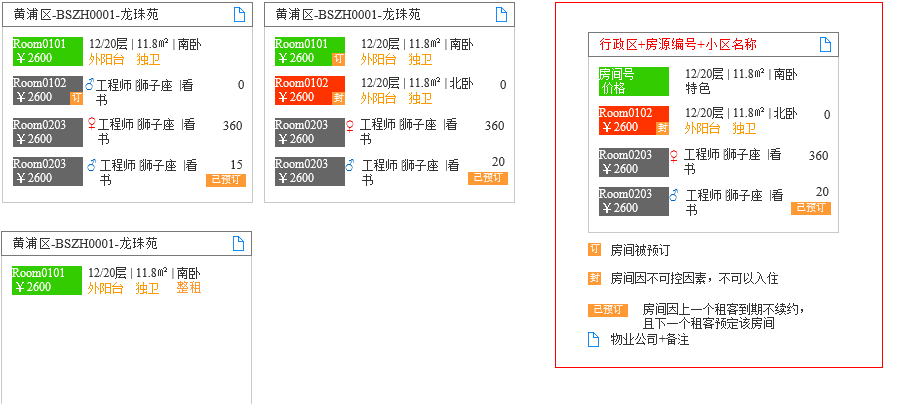 黄浦区-BSZH0001-龙珠苑
Room0101
￥2600
12/20层 | 11.8㎡ | 南卧
外阳台 独卫
Room0102
￥2600
订
♂工程师 |狮子座 |看
书
0
Room0203
￥2600
♀工程师 |狮子座 |看
书
360
Room0203
￥2600
♂ 工程师 |狮子座 |看
书
15
已预订
黄浦区-BSZH0001-龙珠苑
Room0101
￥2600
订
12/20层 | 11.8㎡ | 南卧
外阳台 独卫
Room0102
￥2600
封
12/20层 | 11.8㎡ | 北卧
外阳台 独卫
0
Room0203
￥2600
♀ 工程师 |狮子座 |看
书
360
Room0203
￥2600
♂ 工程师 |狮子座 |看
书
20
已预订
黄浦区-BSZH0001-龙珠苑
Room0101
￥2600
12/20层 | 11.8㎡ | 南卧
外阳台 独卫 整租
行政区+房源编号+小区名称
房间号
价格
12/20层 | 11.8㎡ | 南卧
特色
Room0102
￥2600
封
12/20层 | 11.8㎡ | 北卧
外阳台 独卫
0
Room0203
￥2600
♀ 工程师 |狮子座 |看
书
360
Room0203
￥2600
♂ 工程师 |狮子座 |看
书
20
已预订
订 房间被预订
封 房间因不可控因素，不可以入住
已预订 房间因上一个租客到期不续约，
且下一个租客预定该房间
物业公司+备注